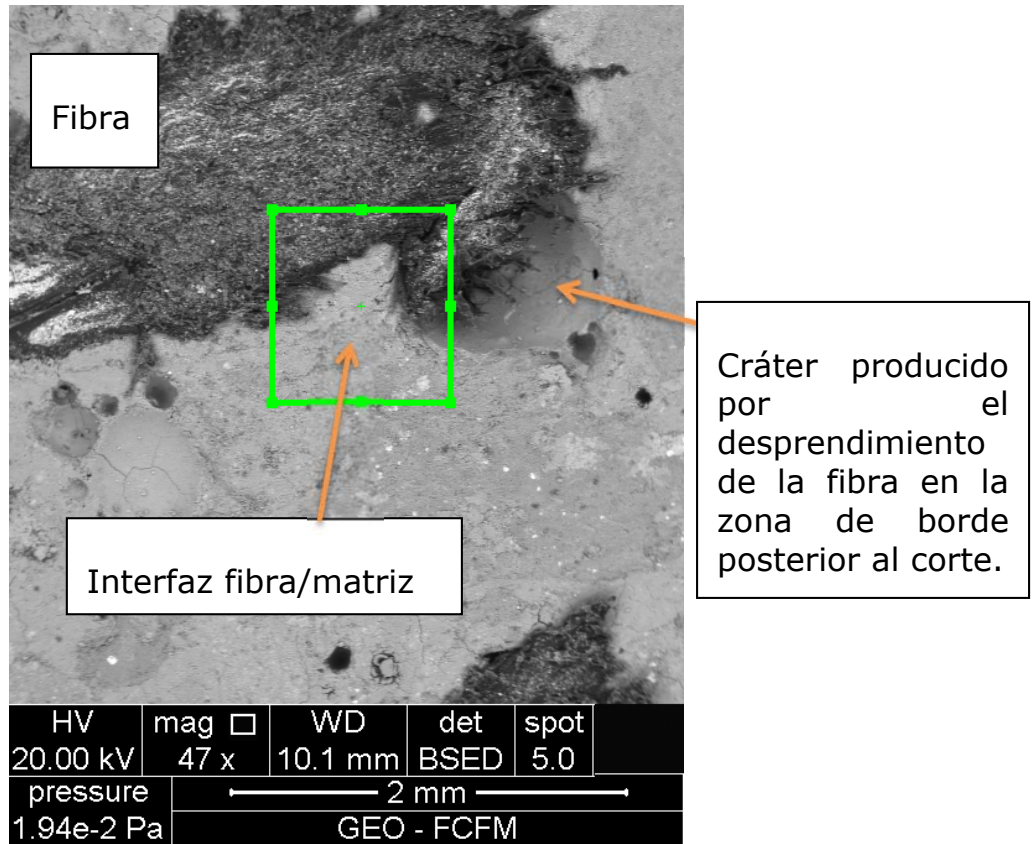 Fibra
Cráter producido
por el
desprendimiento
de la fibra en la
zona de borde
posterior al corte.
Interfaz fibra/matriz
HV mag □ WD det spot
20.00 kV 47 x 10.1 mm BSED 5.0
pressure 2 mm
1.94e-2 Pa GEO - FCFM